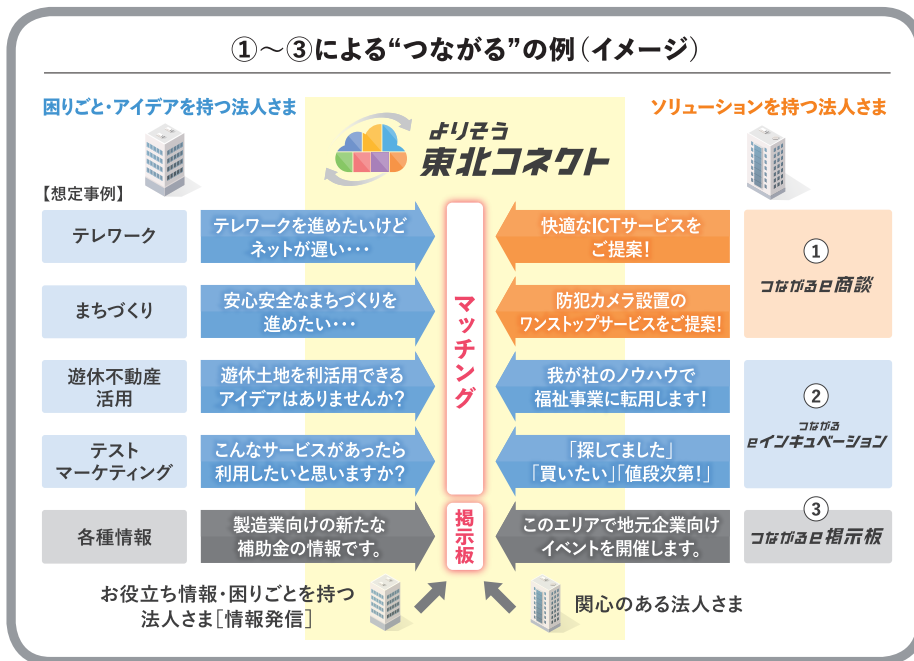 ①～③による“つながる”の例（イメージ）
困りごと・アイデアを持つ法人さま
ソリューションを持つ法人さま
よりそう
東北コネクト
【想定事例】
テレワーク
テレワークを進めたいけど
ネットが遅い・・・
快適なICTサービスを
ご提案！
①
つながるe商談
まちづくり
安心安全なまちづくりを
進めたい・・・
防犯カメラ設置の
ワンストップサービスをご提案！
マッチング
遊休不動産
活用
遊休土地を利活用できる
アイデアはありませんか？
我が社のノウハウで
福祉事業に転用します！
②
つながる
eインキュベーション
テスト
マーケティング
こんなサービスがあったら
利用したいと思いますか？
「探してました」
「買いたい」「値段次第！」
各種情報
製造業向けの新たな
補助金の情報です。
掲示板
このエリアで地元企業向け
イベントを開催します。
③
つながるe掲示板
お役立ち情報・困りごとを持つ
法人さま［情報発信］
関心のある法人さま